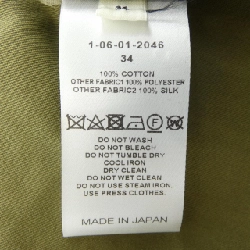 34
1-06-01-2046
34
100% COTTON
OTHER FABRIC1 100% POLYESTER
OTHER FABRIC2 100% SILK
DO NOT WASH
DO NOT BLEACH
DO NOT TUMBLE DRY
COOL IRON
DRY CLEAN
DO NOT WET CLEAN
DO NOT USE STEAM IRON.
USE PRESS CLOTHES.
MADE IN JAPAN